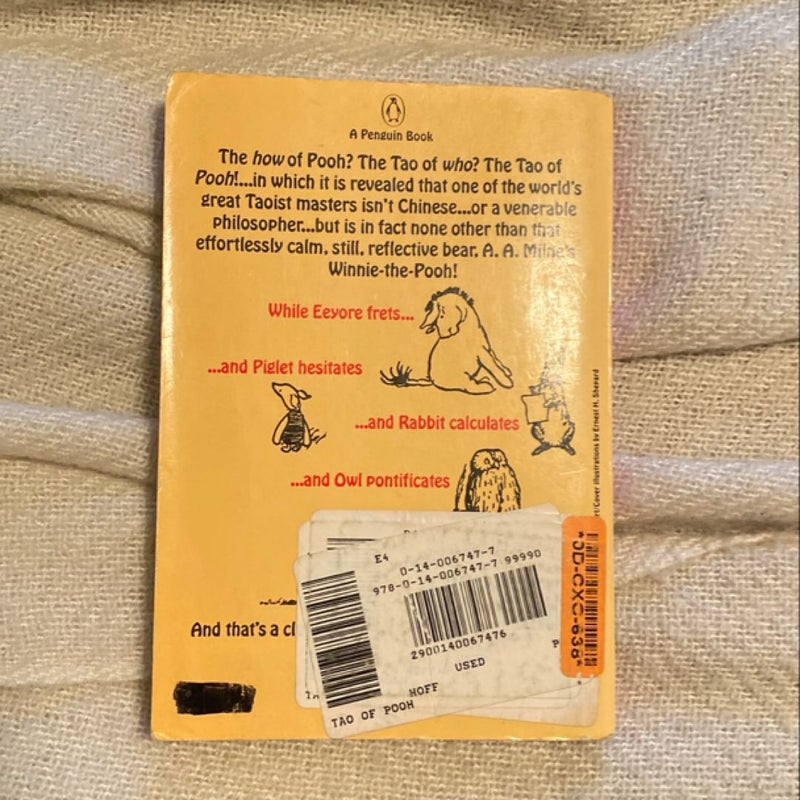 A Penguin Book
The how of Pooh? The Tao of who? The Tao of
Pooh!...in which it is revealed that one of the world's
great Taoist masters isn't Chinese...or a venerable
philosopher...but is in fact none other than that
effortlessly calm, still, reflective bear, A. A. Milne's
Winnie-the-Pooh!
While Eeyore frets...
...and Piglet hesitates
...and Rabbit calculates
...and Owl pontificates
Cover illustrations by Ernest H. Shepard
And that's a
E4
0-14-006747-7
978-0-14-006747-7 99990
2900140067476
USED
P
HOFF
TAO OF POOH